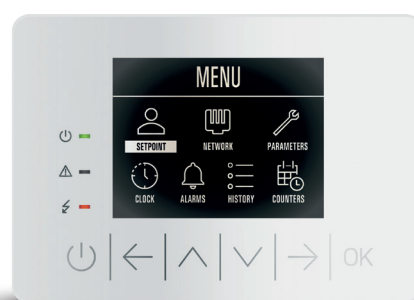 MENU
SETPOINT NETWORK PARAMETERS
CLOCK ALARMS HISTORY COUNTERS
OK